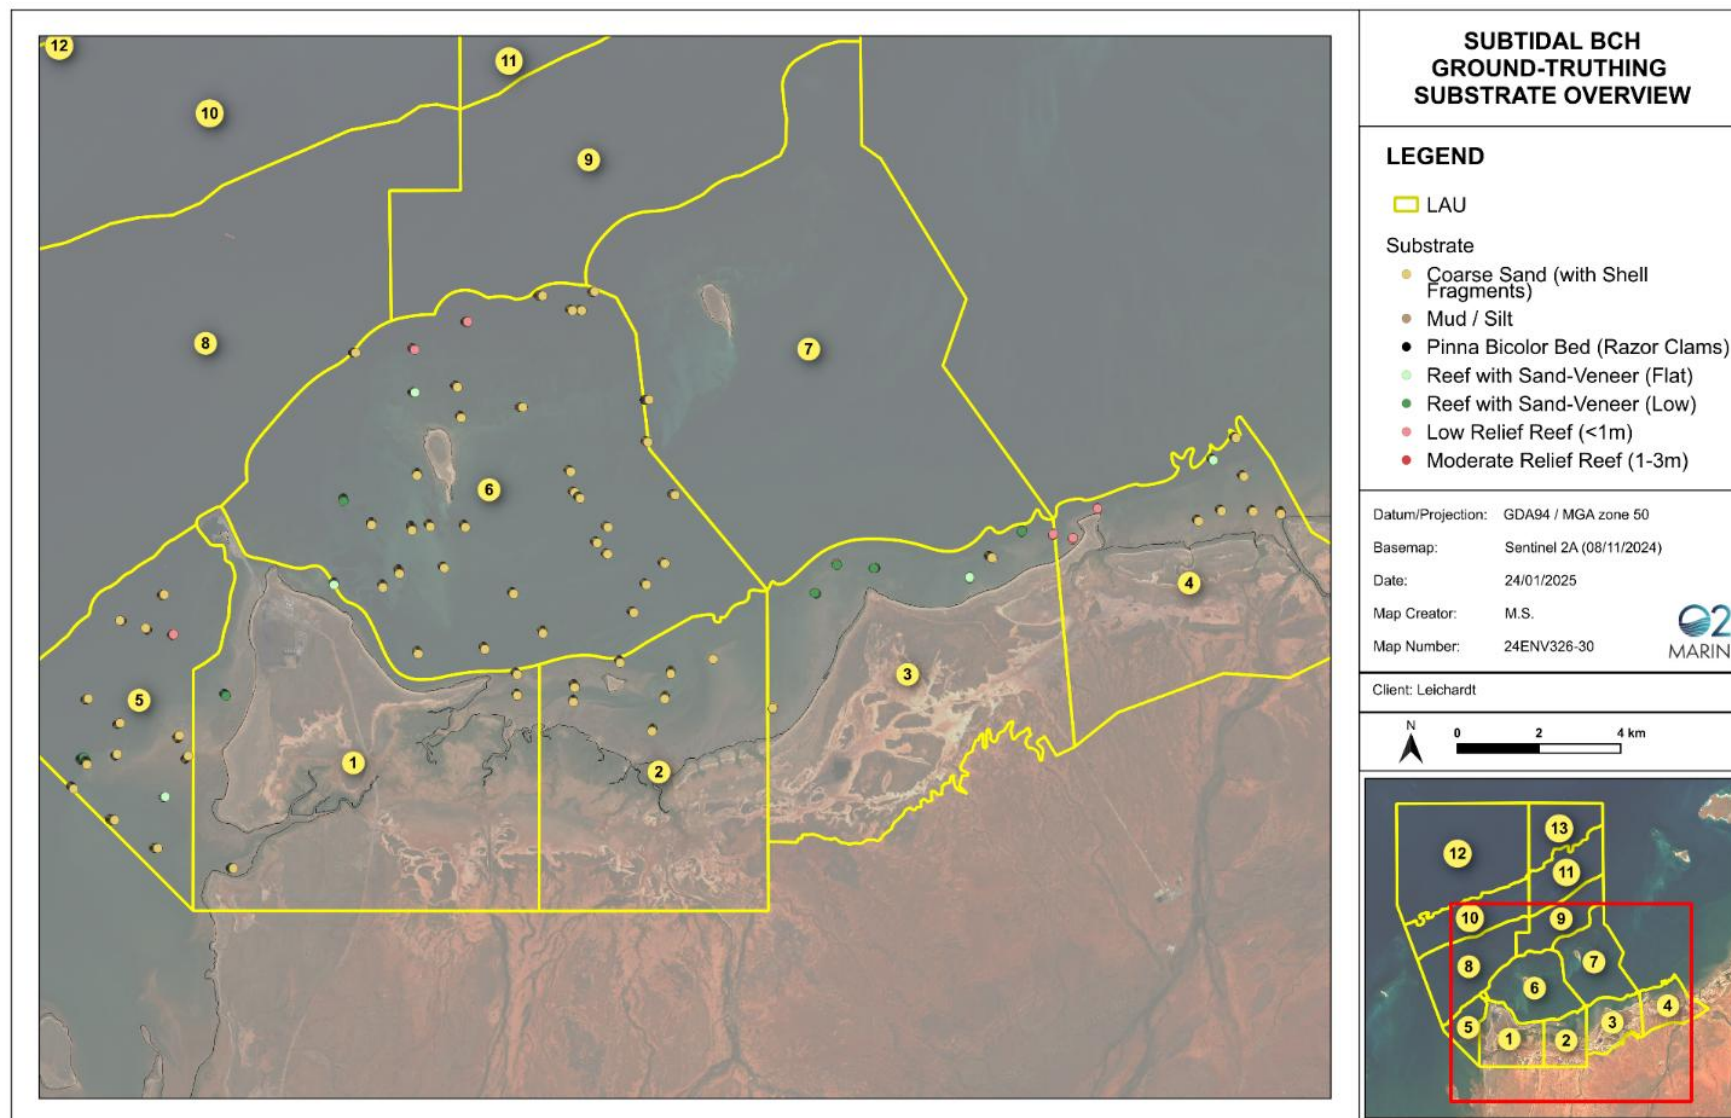 SUBTIDAL BCH
GROUND-TRUTHING
SUBSTRATE OVERVIEW
LEGEND
LAU
Substrate
Coarse Sand (with Shell
Fragments)
Mud / Silt
Pinna Bicolor Bed (Razor Clams)
Reef with Sand-Veneer (Flat)
Reef with Sand-Veneer (Low)
Low Relief Reef (<1m)
Moderate Relief Reef (1-3m)
Datum/Projection: GDA94 / MGA zone 50
Basemap: Sentinel 2A (08/11/2024)
Date: 24/01/2025
Map Creator: M.S.
Map Number: 24ENV326-30
O2
MARIN
Client: Leichardt
N
0 2 4 km
12
11
10
9
8
7
6
5
4
3
2
1
13
12
11
10
9
8
7
6
5
4
3
2
1